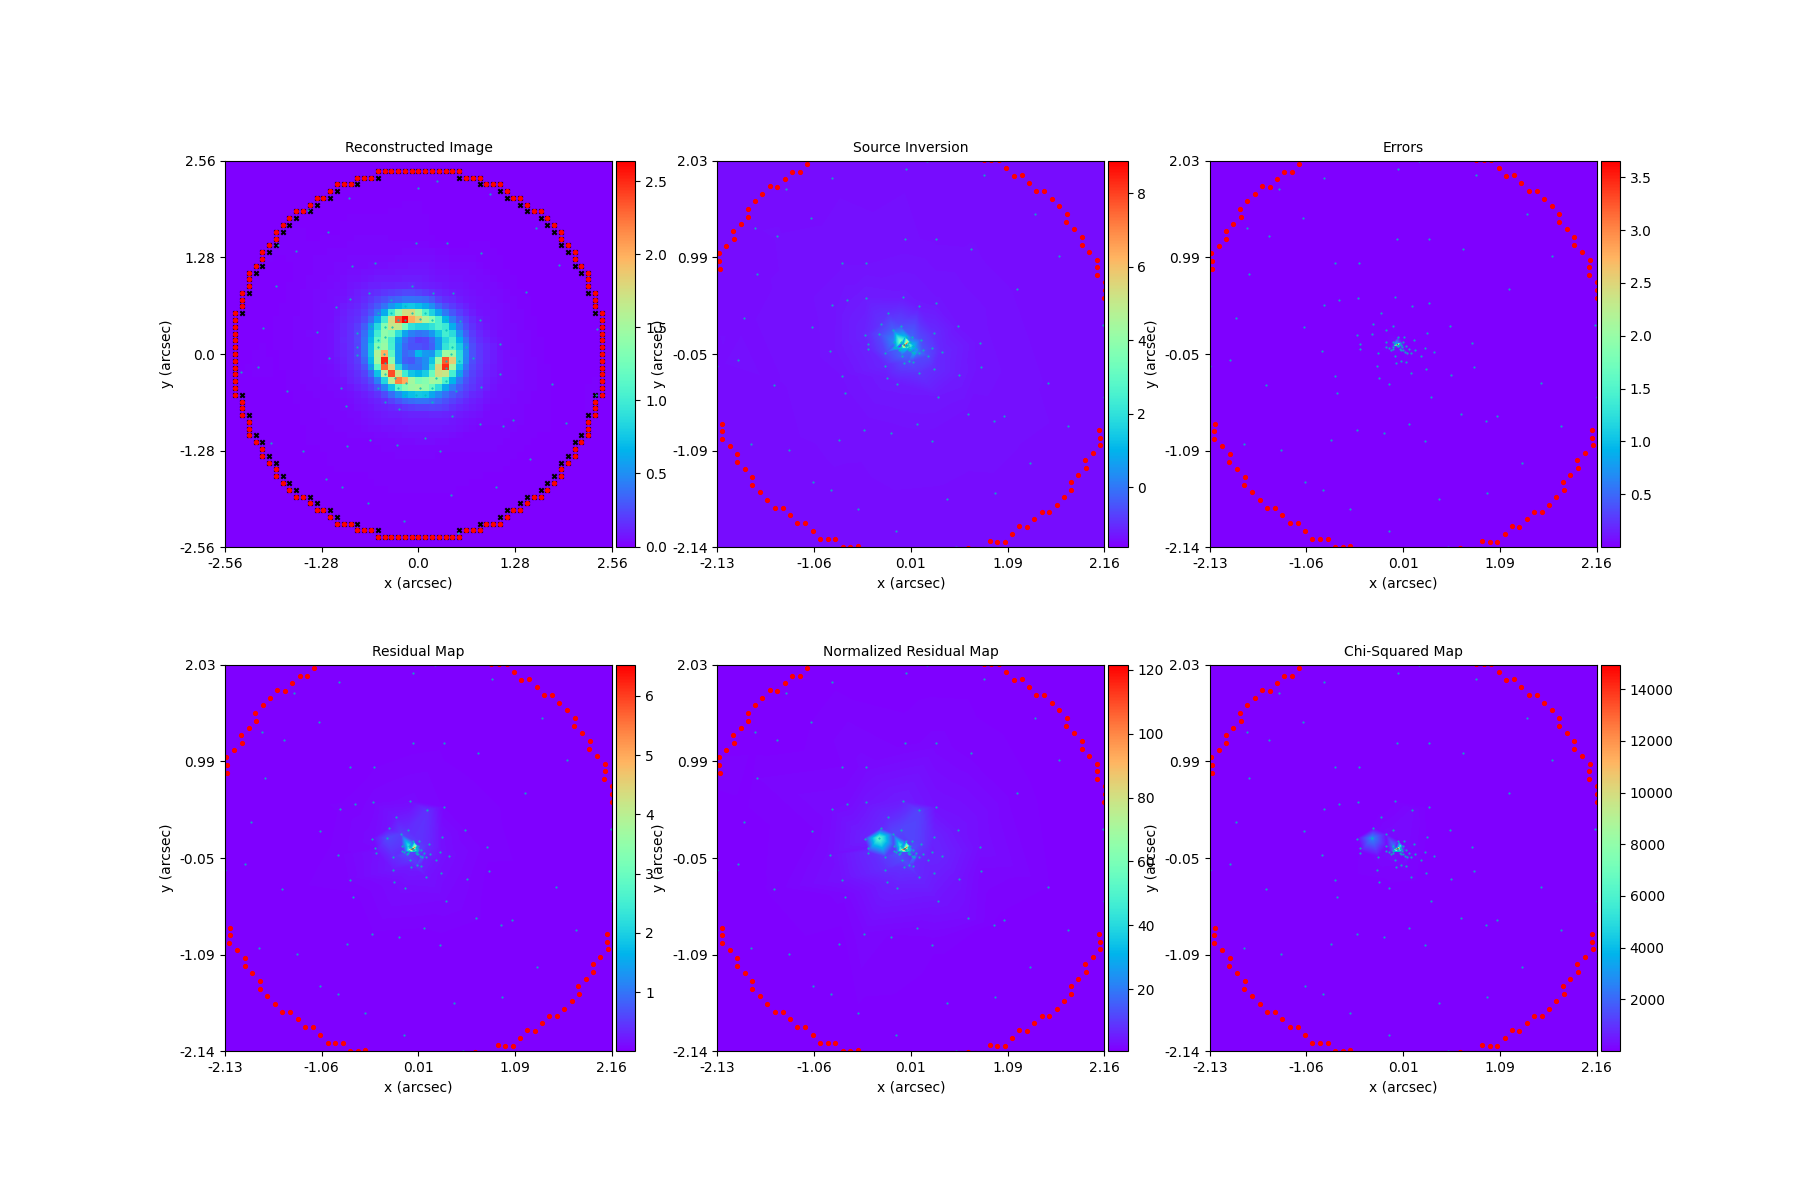 Reconstructed Image
2.56
1.28
0.0
-1.28
-2.56
y (arcsec)
-2.56 -1.28 0.0 1.28 2.56
x (arcsec)
2.5
2.0
1.5
1.0
0.5
0.0
Source Inversion
2.03
0.99
-0.05
-1.09
-2.14
y (arcsec)
-2.13 -1.06 0.01 1.09 2.16
x (arcsec)
8
6
4
2
0
Errors
2.03
0.99
-0.05
-1.09
-2.14
y (arcsec)
-2.13 -1.06 0.01 1.09 2.16
x (arcsec)
3.5
3.0
2.5
2.0
1.5
1.0
0.5
Residual Map
2.03
0.99
-0.05
-1.09
-2.14
y (arcsec)
-2.13 -1.06 0.01 1.09 2.16
x (arcsec)
6
5
4
3
2
1
Normalized Residual Map
2.03
0.99
-0.05
-1.09
-2.14
y (arcsec)
-2.13 -1.06 0.01 1.09 2.16
x (arcsec)
120
100
80
60
40
20
Chi-Squared Map
2.03
0.99
-0.05
-1.09
-2.14
y (arcsec)
-2.13 -1.06 0.01 1.09 2.16
x (arcsec)
14000
12000
10000
8000
6000
4000
2000